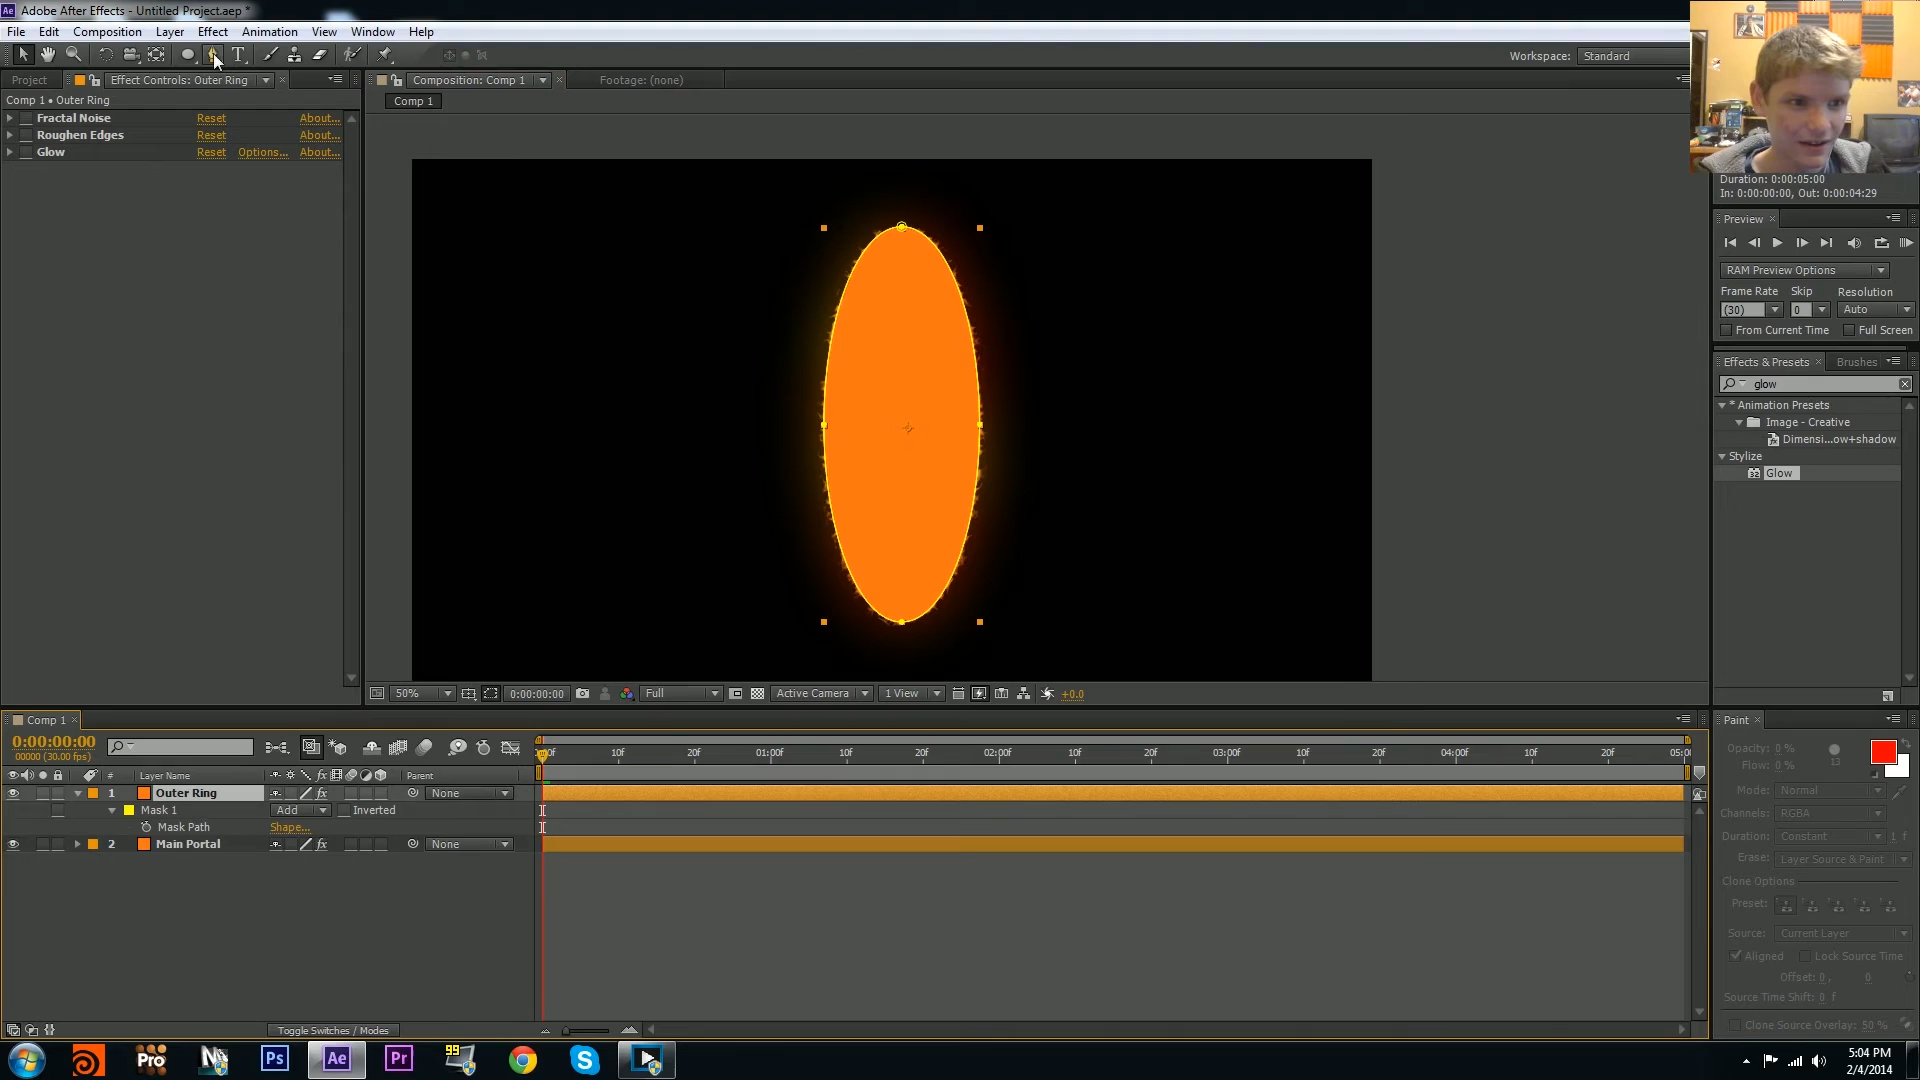 Adobe After Effects - Untitled Project.aep *
File Edit Composition Layer Effect Animation View Window Help
Workspace: Standard
Project Effect Controls: Outer Ring
Composition: Comp 1
Footage: (none)
Comp 1 • Outer Ring
Comp 1
Fractal Noise Reset About...
Roughen Edges Reset About...
Glow Reset Options... About...
Duration: 0:00:05:00
In: 0:00:00:00, Out: 0:00:04:29
Preview
RAM Preview Options
Frame Rate Skip Resolution
(30) 0 Auto
From Current Time Full Screen
Effects & Presets Brushes
glow
* Animation Presets
Image - Creative
Dimensi...ow+shadow
Stylize
Glow
50% 0:00:00:00 Full Active Camera 1 View +0.0
Comp 1
0:00:00:00
00000 (30.00 fps)
10f 20f 01:00f 10f 20f 02:00f 10f 20f 03:00f 10f 20f 04:00f 10f 20f
# Layer Name Parent
1 Outer Ring None
Mask 1 Add Inverted
Mask Path Shape...
2 Main Portal None
Toggle Switches / Modes
Paint
Opacity: 0 %
Flow: 0 %
13
Mode: Normal
Channels: RGBA
Duration: Constant 1 f
Erase: Layer Source & Paint
Clone Options
Preset:
Source: Current Layer
Aligned Lock Source Time
Offset: 0 , 0
Source Time Shift: 0 f
Clone Source Overlay: 50 %
Pro Ps Ae Pr 99
5:04 PM
2/4/2014